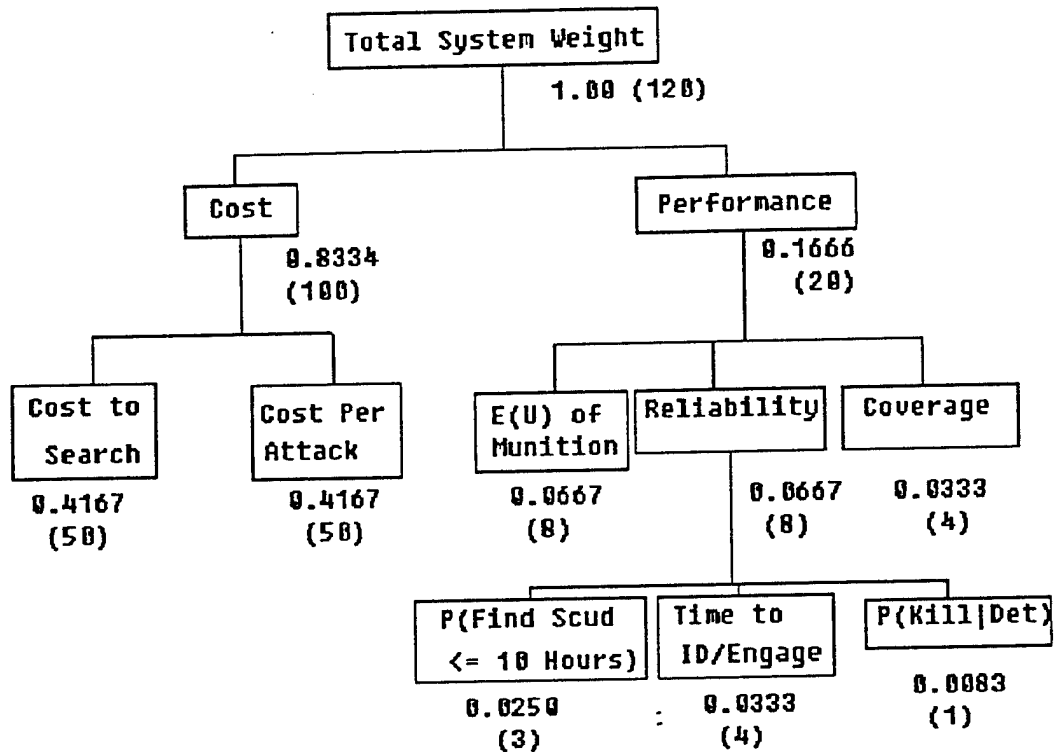 Total System Weight
1.00 (120)
Cost
Performance
0.8334
(100)
0.1666
(20)
Cost to
Search
Cost Per
Attack
E(U) of
Munition
Reliability
Coverage
0.4167
(50)
0.4167
(50)
0.0667
(8)
0.0667
(8)
0.0333
(4)
P(Find Scud
<= 10 Hours)
Time to
ID/Engage
P(Kill|Det)
0.0250
(3)
0.0333
(4)
0.0083
(1)